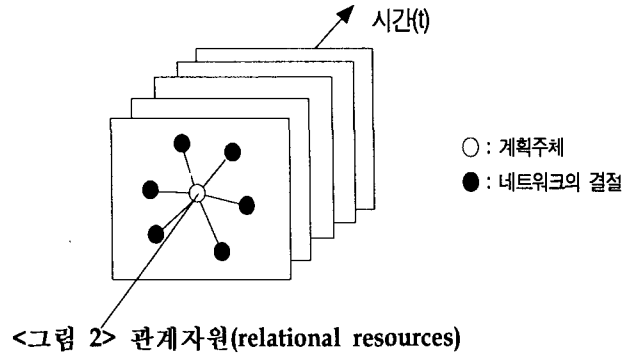 시간(t)
○ : 계획주체
● : 네트워크의 결절
<그림 2> 관계자원(relational resources)